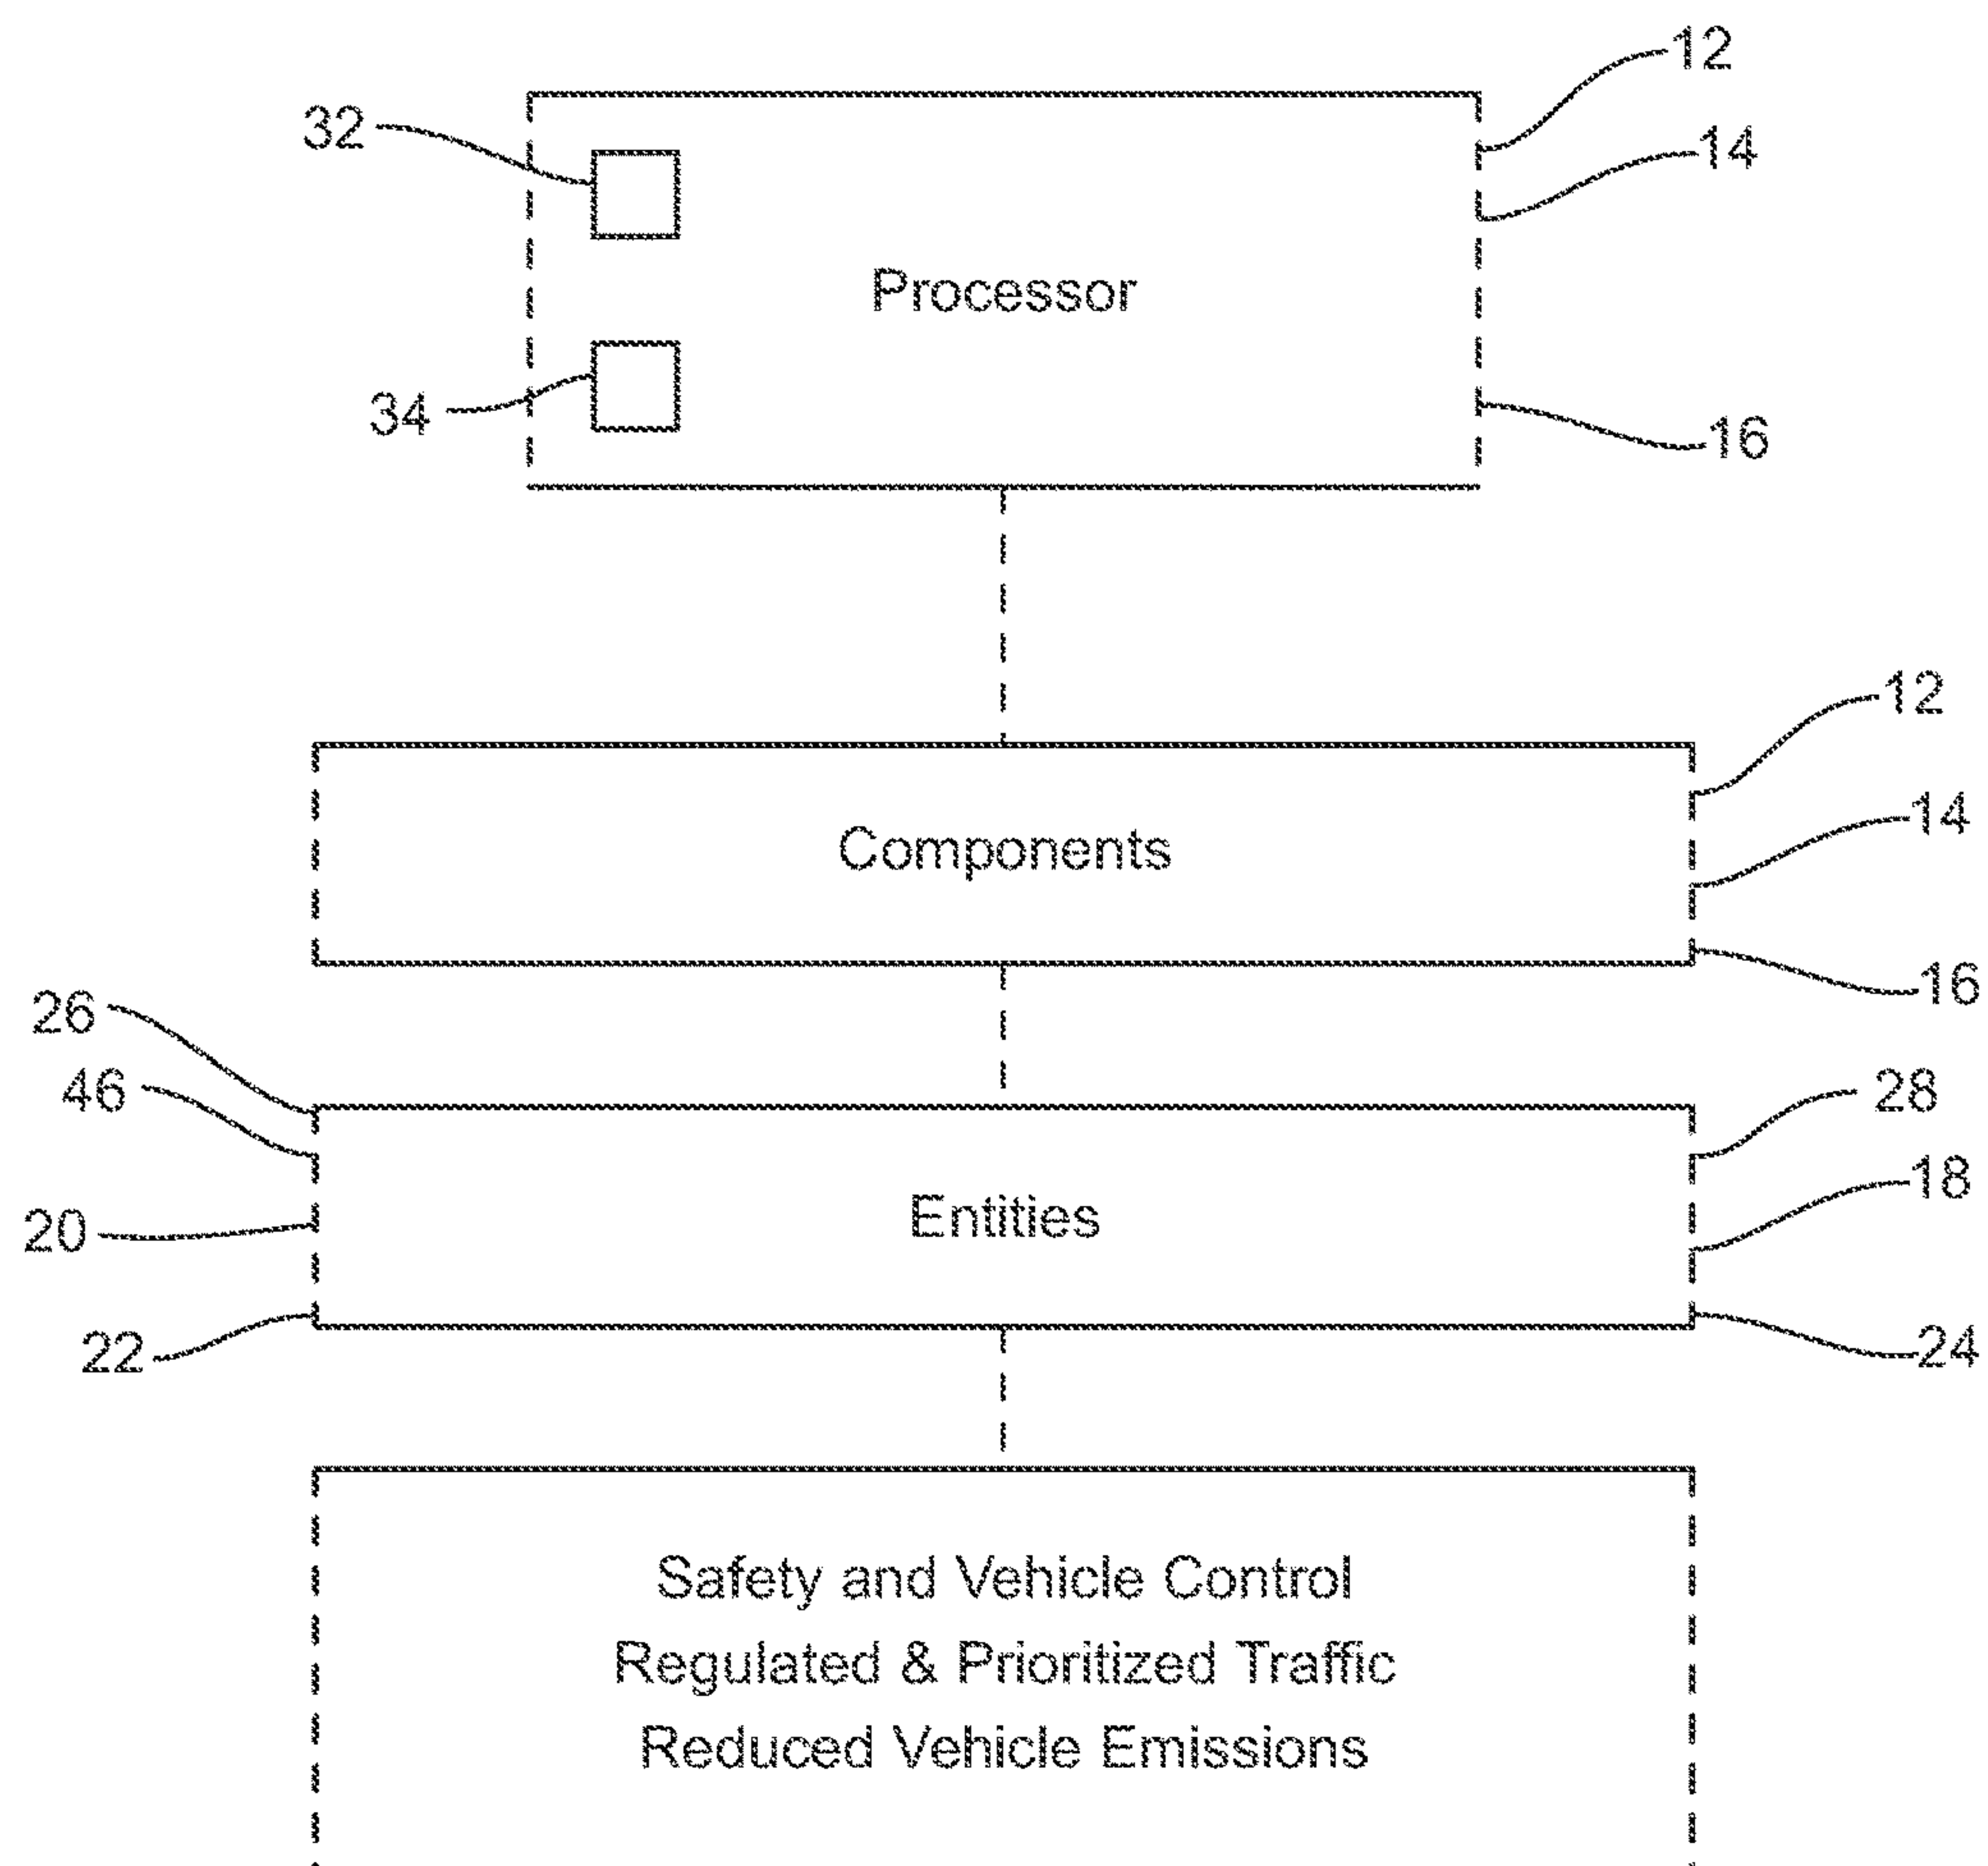 12
32
14
Processor
34
16
12
14
Components
16
26
46
28
18
20
Entities
22
24
Safety and Vehicle Control
Regulated & Prioritized Traffic
Reduced Vehicle Emissions